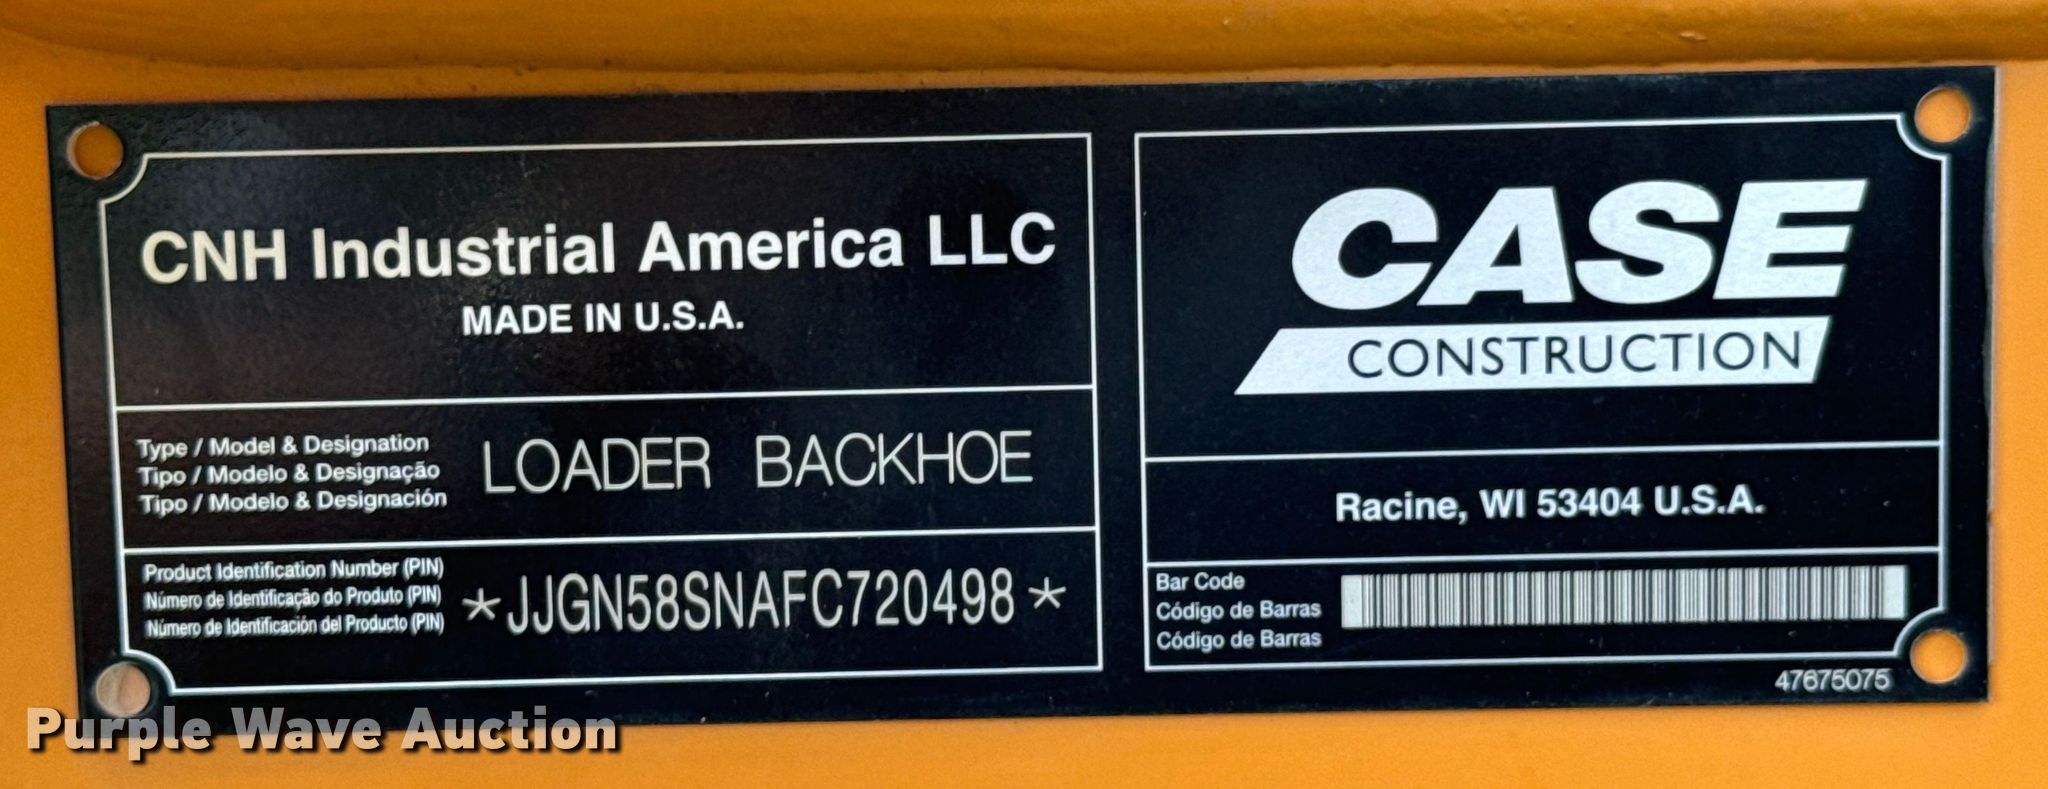 CNH Industrial America LLC
MADE IN U.S.A.
Type / Model & Designation
Tipo / Modelo & Designação
Tipo / Modelo & Designación
LOADER BACKHOE
Product Identification Number (PIN)
Número de Identificação do Produto (PIN)
Número de Identificación del Producto (PIN)
*JJGN58SNAFC720498*
CASE
CONSTRUCTION
Racine, WI 53404 U.S.A.
Bar Code
Código de Barras
Código de Barras
47675075
Purple Wave Auction